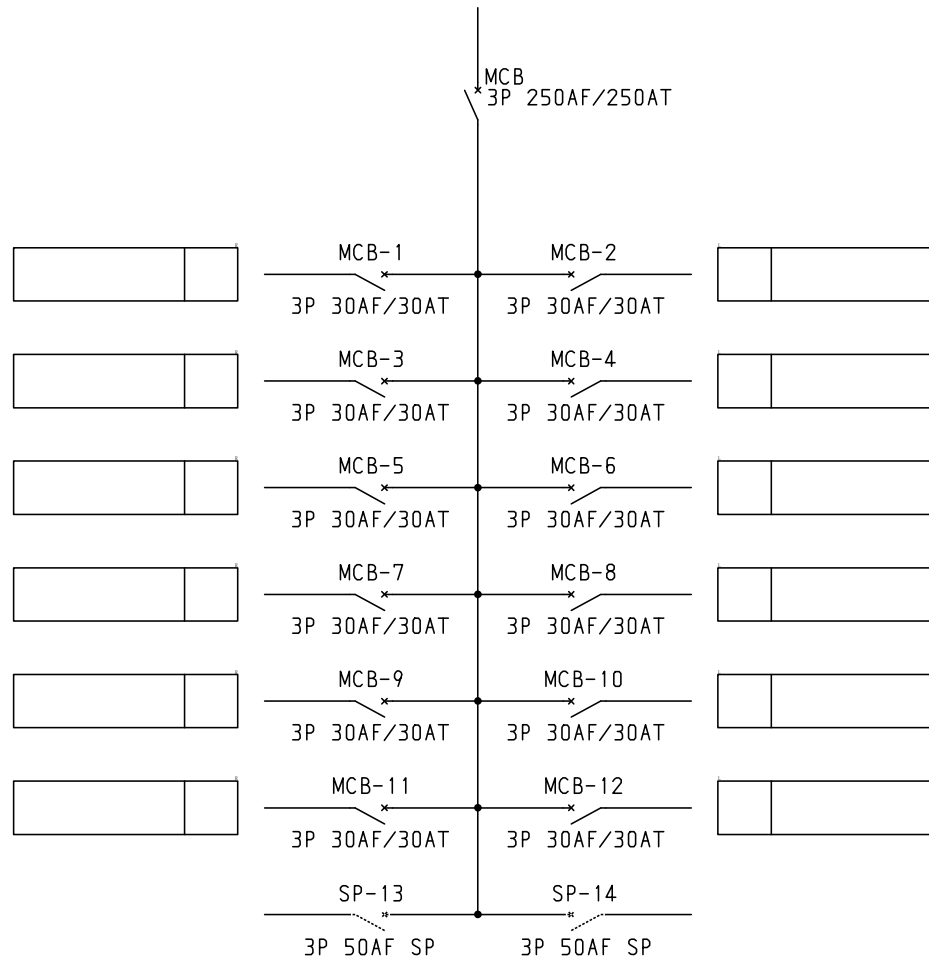 MCB
3P 250AF/250AT
MCB-1 MCB-2
3P 30AF/30AT 3P 30AF/30AT
MCB-3 MCB-4
3P 30AF/30AT 3P 30AF/30AT
MCB-5 MCB-6
3P 30AF/30AT 3P 30AF/30AT
MCB-7 MCB-8
3P 30AF/30AT 3P 30AF/30AT
MCB-9 MCB-10
3P 30AF/30AT 3P 30AF/30AT
MCB-11 MCB-12
3P 30AF/30AT 3P 30AF/30AT
SP-13 SP-14
3P 50AF SP 3P 50AF SP